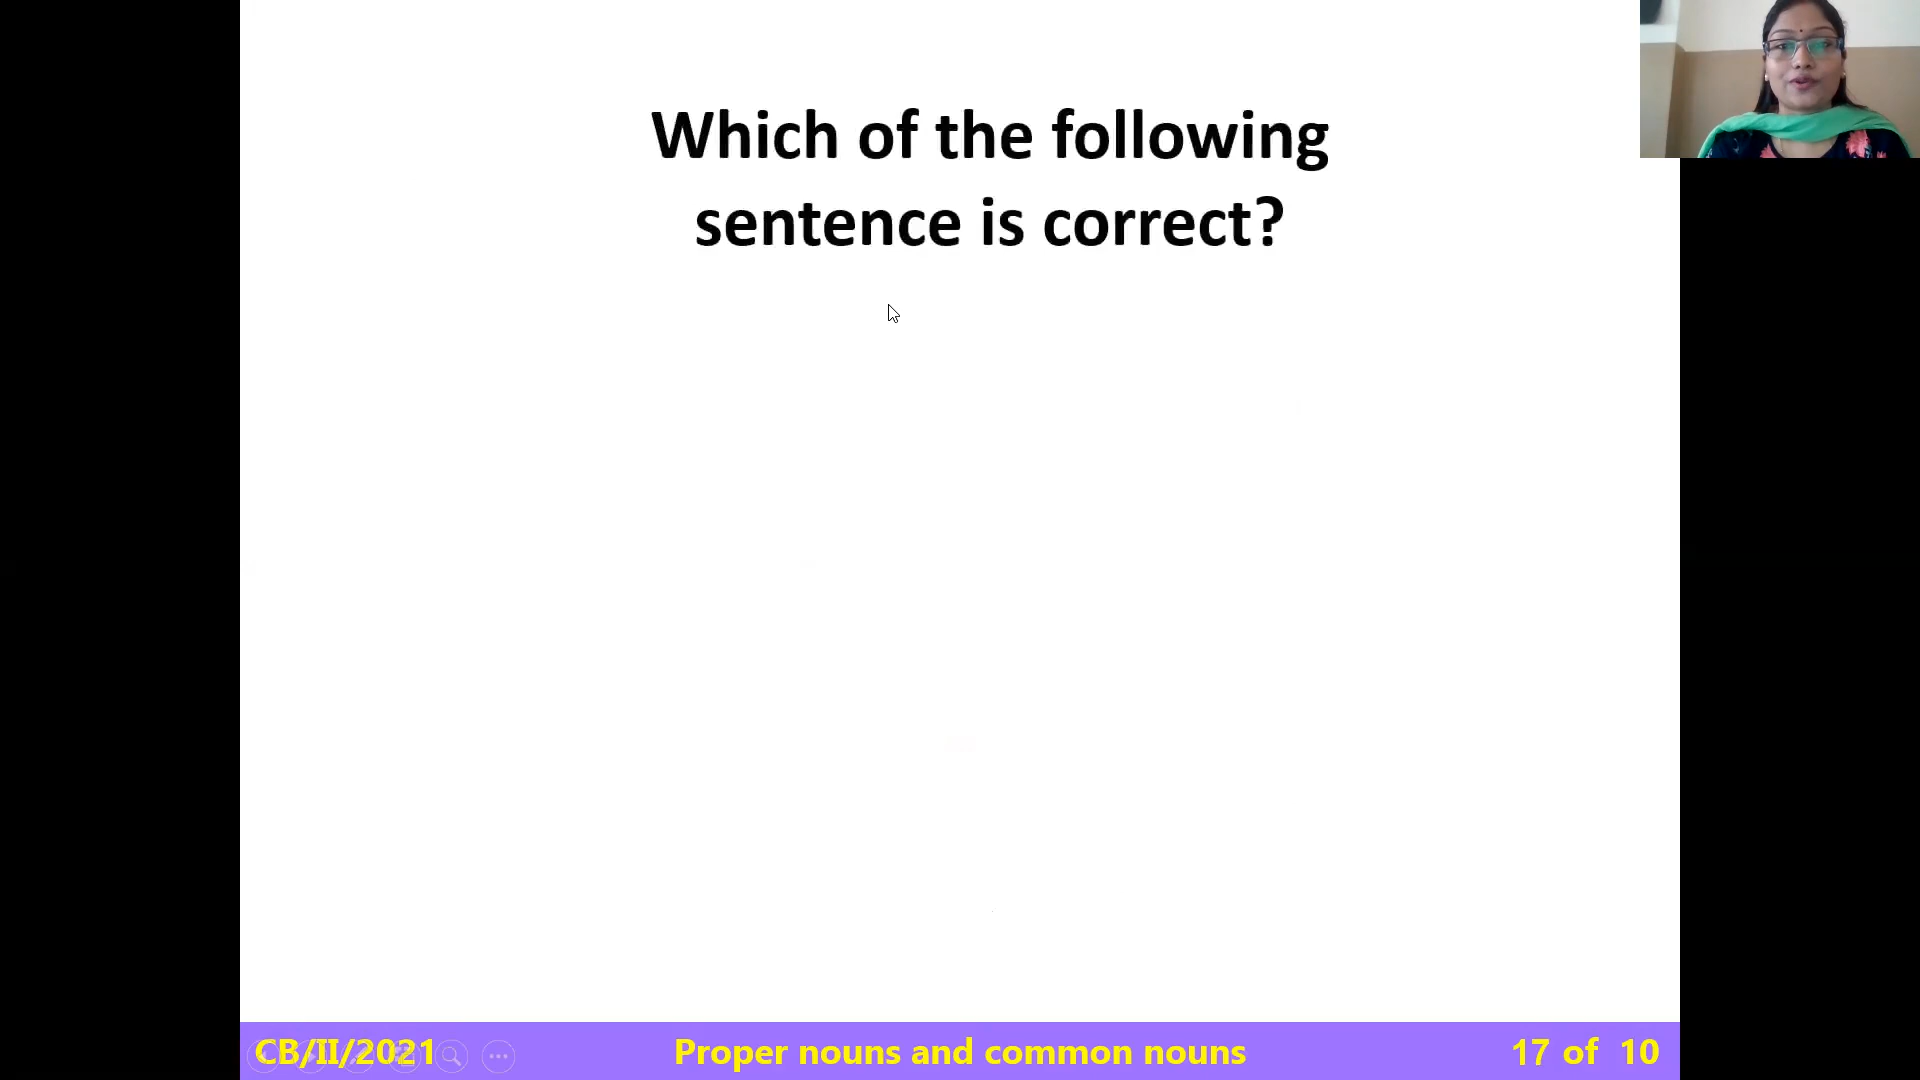 Which of the following
sentence is correct?
CB/II/2021
Proper nouns and common nouns
17 of 10